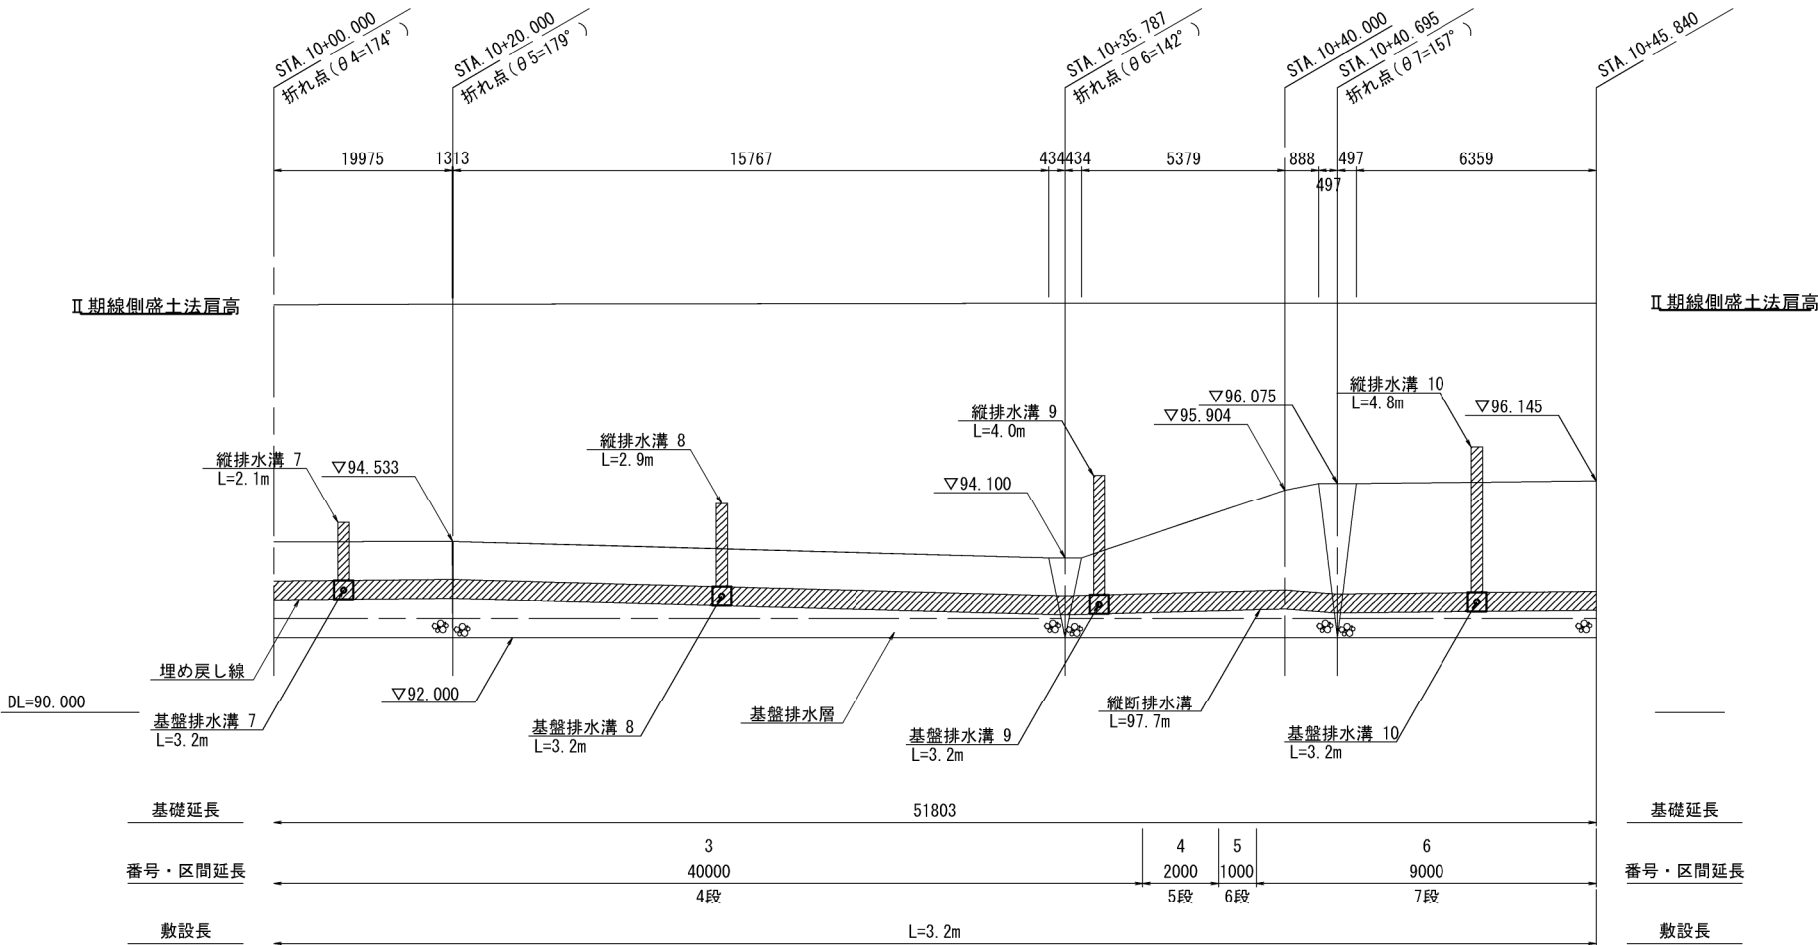 STA.10+00.000
折れ点(θ4=174°)
STA.10+20.000
折れ点(θ5=179°)
STA.10+35.787
折れ点(θ6=142°)
STA.10+40.000
STA.10+40.695
折れ点(θ7=157°)
STA.10+45.840
19975
13
13
15767
434
434
5379
888
497
497
6359
Ⅱ期線側盛土法肩高
Ⅱ期線側盛土法肩高
縦排水溝 7
L=2.1m
▽94.533
縦排水溝 8
L=2.9m
縦排水溝 9
L=4.0m
▽94.100
▽95.904
▽96.075
縦排水溝 10
L=4.8m
▽96.145
埋め戻し線
DL=90.000
基盤排水溝 7
L=3.2m
▽92.000
基盤排水溝 8
L=3.2m
基盤排水層
基盤排水溝 9
L=3.2m
縦断排水溝
L=97.7m
基盤排水溝 10
L=3.2m
基礎延長
51803
基礎延長
3
4
5
6
番号・区間延長
40000
2000
1000
9000
番号・区間延長
4段
5段
6段
7段
敷設長
L=3.2m
敷設長